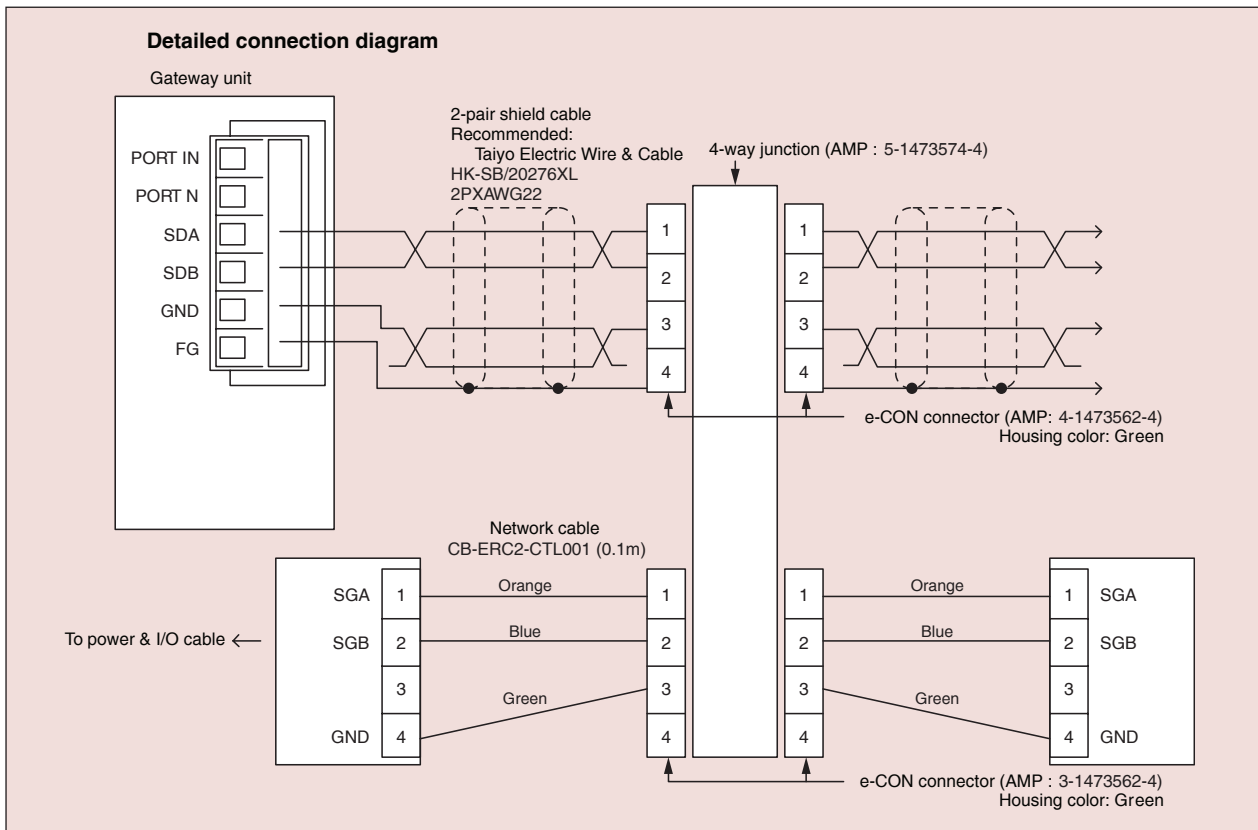 Detailed connection diagram
Gateway unit
PORT IN
PORT N
SDA
SDB
GND
FG
2-pair shield cable
Recommended:
Taiyo Electric Wire & Cable
HK-SB/20276XL
2PXAWG22
4-way junction (AMP : 5-1473574-4)
1
2
3
4
1
2
3
4
e-CON connector (AMP: 4-1473562-4)
Housing color: Green
Network cable
CB-ERC2-CTL001 (0.1m)
To power & I/O cable
SGA 1
SGB 2
3
GND 4
Orange
Blue
Green
1
2
3
4
1
2
3
4
Orange
Blue
Green
1 SGA
2 SGB
3
4 GND
e-CON connector (AMP : 3-1473562-4)
Housing color: Green